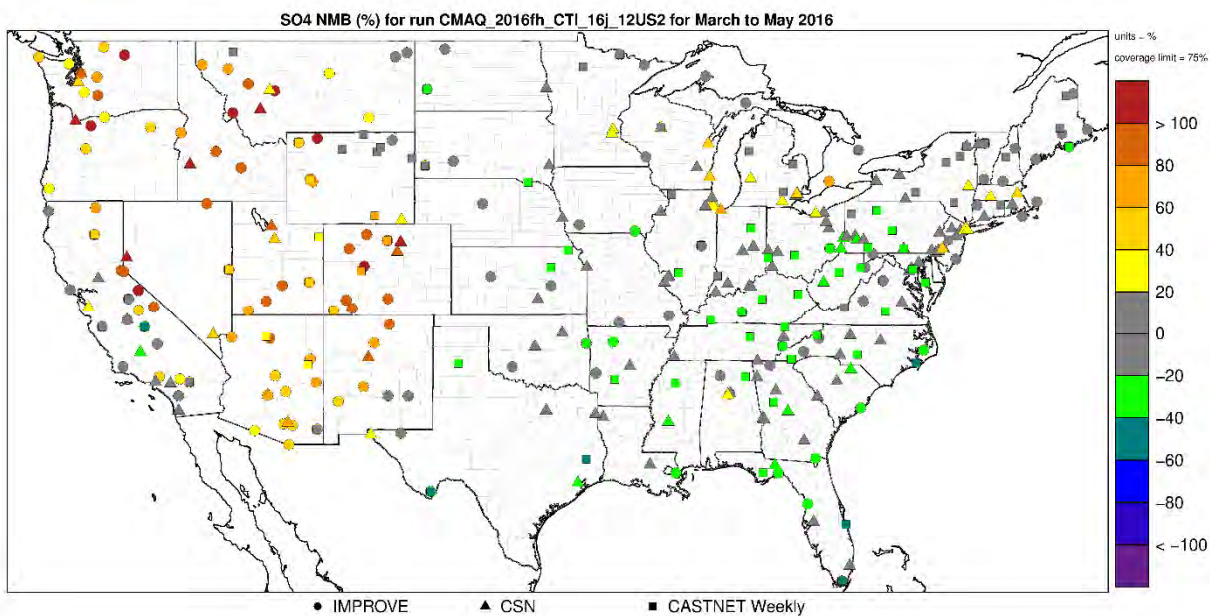 SO4 NMB (%) for run CMAQ_2016fh_CTI_16j_12US2 for March to May 2016
units = %
coverage limit = 75%
> 100
80
60
40
20
0
−20
−40
−60
−80
< −100
IMPROVE
CSN
CASTNET Weekly